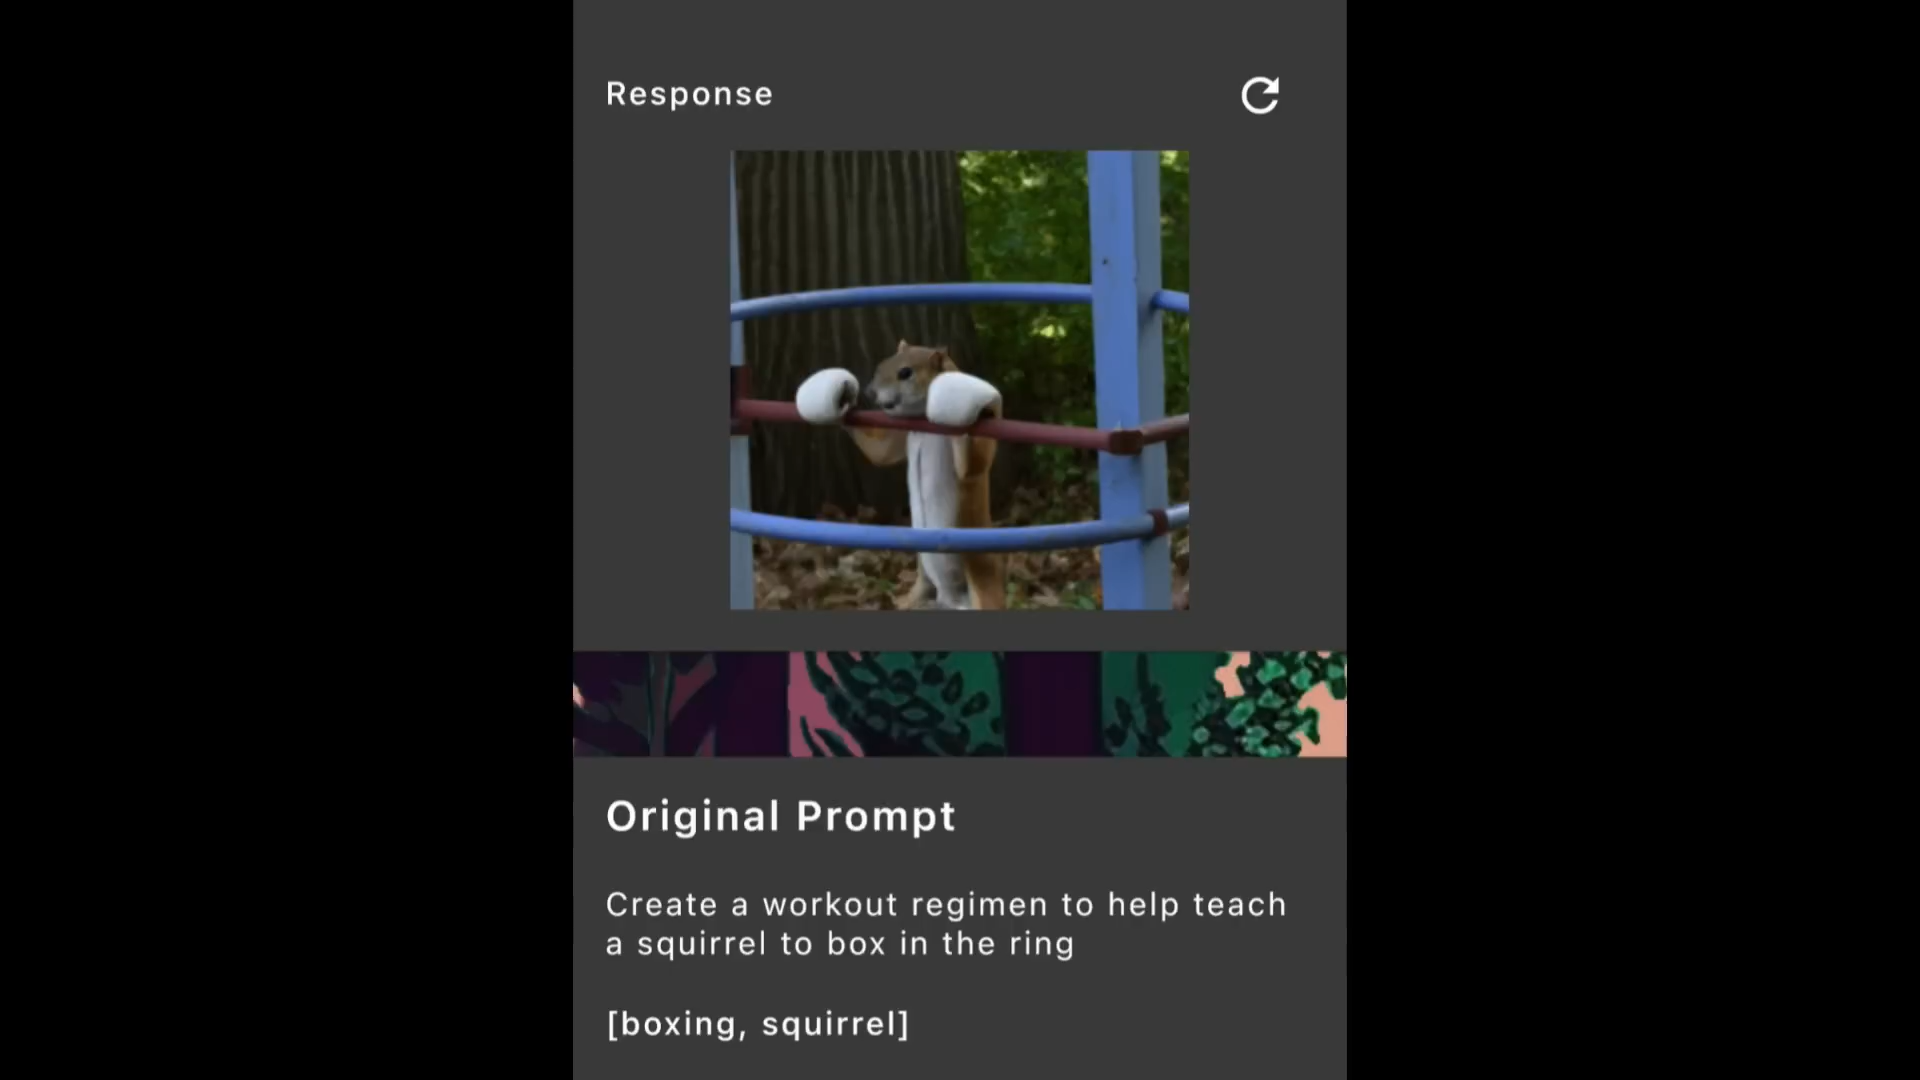 Response
Original Prompt
Create a workout regimen to help teach
a squirrel to box in the ring
[boxing, squirrel]